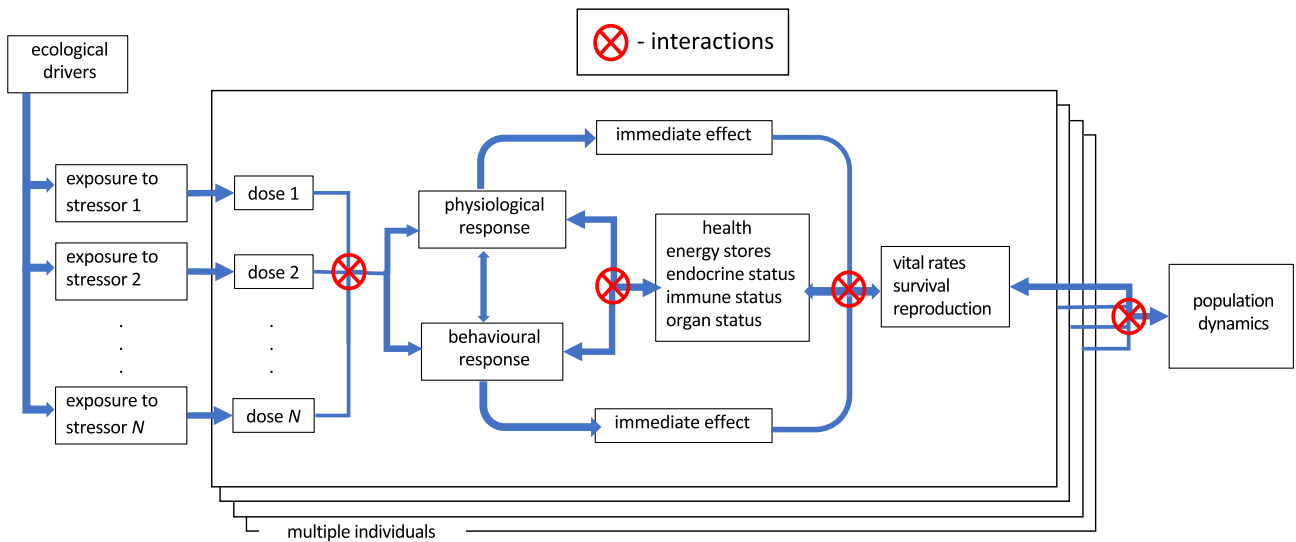 - interactions
ecological
drivers
exposure to
stressor 1
exposure to
stressor 2
.
.
.
exposure to
stressor N
dose 1
dose 2
.
.
.
dose N
physiological
response
behavioural
response
immediate effect
health
energy stores
endocrine status
immune status
organ status
immediate effect
vital rates
survival
reproduction
population
dynamics
multiple individuals